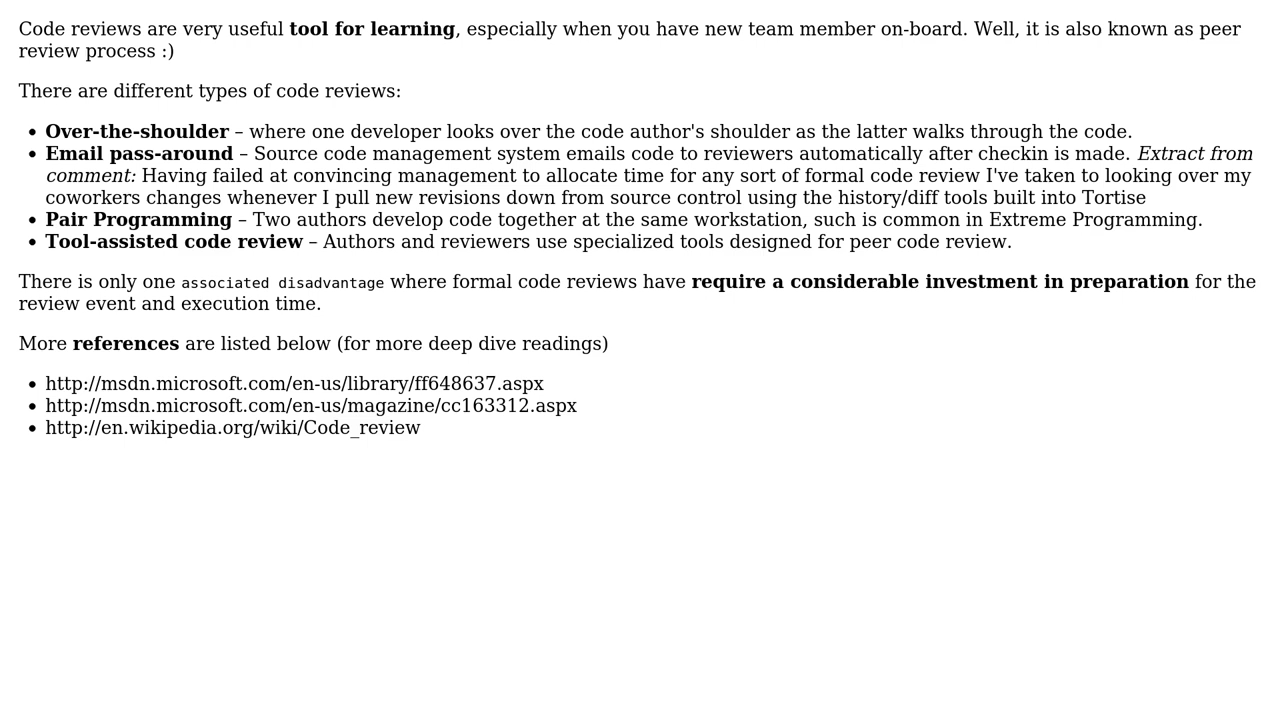 Code reviews are very useful tool for learning, especially when you have new team member on-board. Well, it is also known as peer
review process :)
There are different types of code reviews:
• Over-the-shoulder – where one developer looks over the code author's shoulder as the latter walks through the code.
• Email pass-around – Source code management system emails code to reviewers automatically after checkin is made. Extract from
comment: Having failed at convincing management to allocate time for any sort of formal code review I've taken to looking over my
coworkers changes whenever I pull new revisions down from source control using the history/diff tools built into Tortise
• Pair Programming – Two authors develop code together at the same workstation, such is common in Extreme Programming.
• Tool-assisted code review – Authors and reviewers use specialized tools designed for peer code review.
There is only one associated disadvantage where formal code reviews have require a considerable investment in preparation for the
review event and execution time.
More references are listed below (for more deep dive readings)
• http://msdn.microsoft.com/en-us/library/ff648637.aspx
• http://msdn.microsoft.com/en-us/magazine/cc163312.aspx
• http://en.wikipedia.org/wiki/Code_review